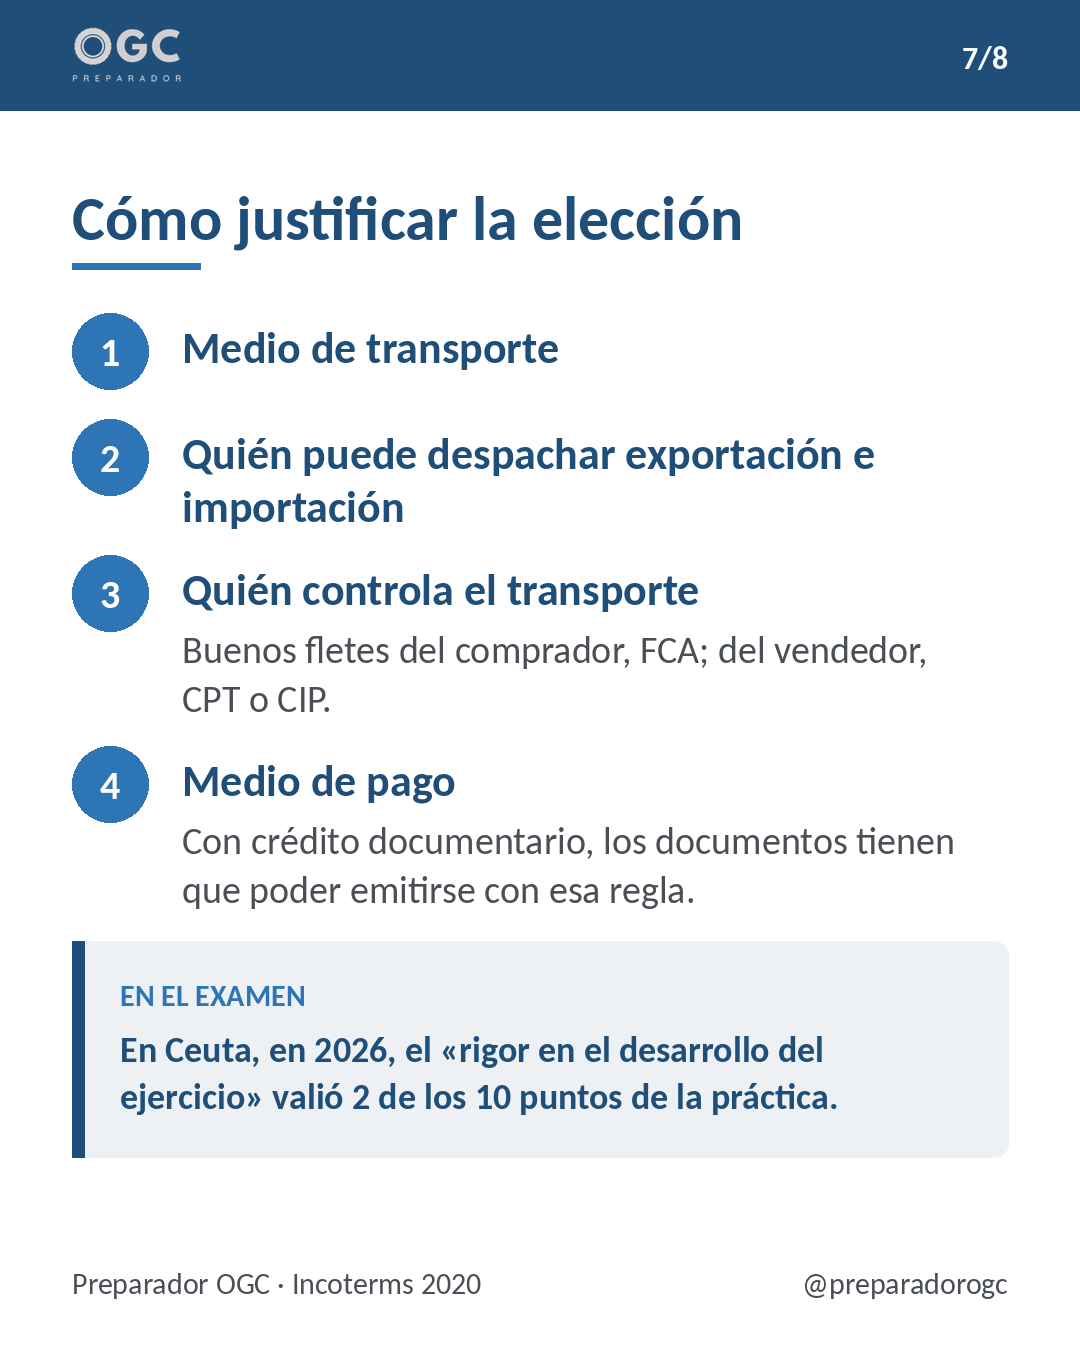 OGC
PREPARADOR
7/8
Cómo justificar la elección
1
Medio de transporte
2
Quién puede despachar exportación e
importación
3
Quién controla el transporte
Buenos fletes del comprador, FCA; del vendedor,
CPT o CIP.
4
Medio de pago
Con crédito documentario, los documentos tienen
que poder emitirse con esa regla.
EN EL EXAMEN
En Ceuta, en 2026, el «rigor en el desarrollo del
ejercicio» valió 2 de los 10 puntos de la práctica.
Preparador OGC · Incoterms 2020
@preparadorogc